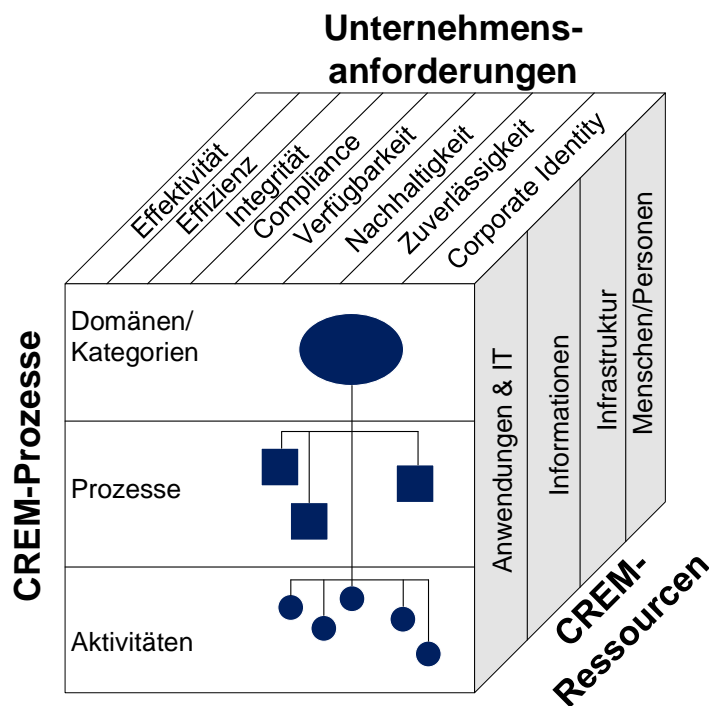 Unternehmens-
anforderungen
Effektivität
Effizienz
Integrität
Compliance
Verfügbarkeit
Nachhaltigkeit
Zuverlässigkeit
Corporate Identity
CREM-Prozesse
Domänen/
Kategorien
Prozesse
Aktivitäten
Anwendungen & IT
Informationen
Infrastruktur
Menschen/Personen
CREM-
Ressourcen